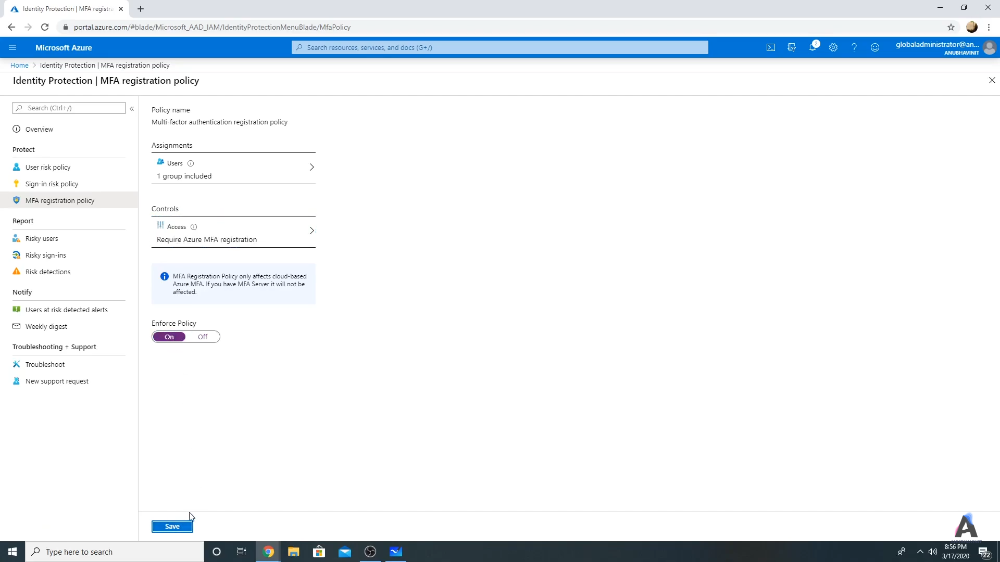 Identity Protection | MFA registra
portal.azure.com/#blade/Microsoft_AAD_IAM/IdentityProtectionMenuBlade/MfaPolicy
Microsoft Azure
Search resources, services, and docs (G+/)
2
globaladministrator@an...
ANUBHAVINIT
Home > Identity Protection | MFA registration policy
Identity Protection | MFA registration policy
Search (Ctrl+/)
«
Overview
Protect
User risk policy
Sign-in risk policy
MFA registration policy
Report
Risky users
Risky sign-ins
Risk detections
Notify
Users at risk detected alerts
Weekly digest
Troubleshooting + Support
Troubleshoot
New support request
Policy name
Multi-factor authentication registration policy
Assignments
Users
1 group included
Controls
Access
Require Azure MFA registration
MFA Registration Policy only affects cloud-based
Azure MFA. If you have MFA Server it will not be
affected.
Enforce Policy
On Off
Save
Type here to search
8:56 PM
3/17/2020
22